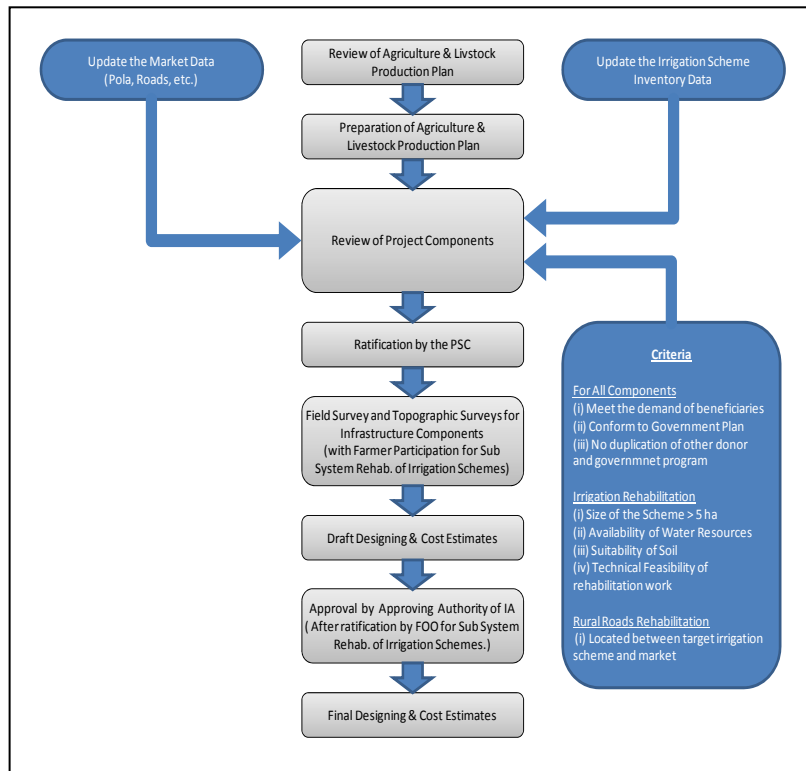 Update the Market Data
(Pola, Roads, etc.)
Review of Agriculture & Livstock
Production Plan
Update the Irrigation Scheme
Inventory Data
Preparation of Agriculture &
Livestock Production Plan
Review of Project Components
Ratification by the PSC
Field Survey and Topographic Surveys for
Infrastructure Components
(with Farmer Participation for Sub
System Rehab. of Irrigation Schemes)
Draft Designing & Cost Estimates
Approval by Approving Authority of IA
( After ratification by FOO for Sub System
Rehab. of Irrigation Schemes.)
Final Designing & Cost Estimates
Criteria
For All Components
(i) Meet the demand of beneficiaries
(ii) Conform to Government Plan
(iii) No duplication of other donor
and governmnet program
Irrigation Rehabilitation
(i) Size of the Scheme > 5 ha
(ii) Availability of Water Resources
(iii) Suitability of Soil
(iv) Technical Feasibility of
rehabilitation work
Rural Roads Rehabilitation
(i) Located between target irrigation
scheme and market